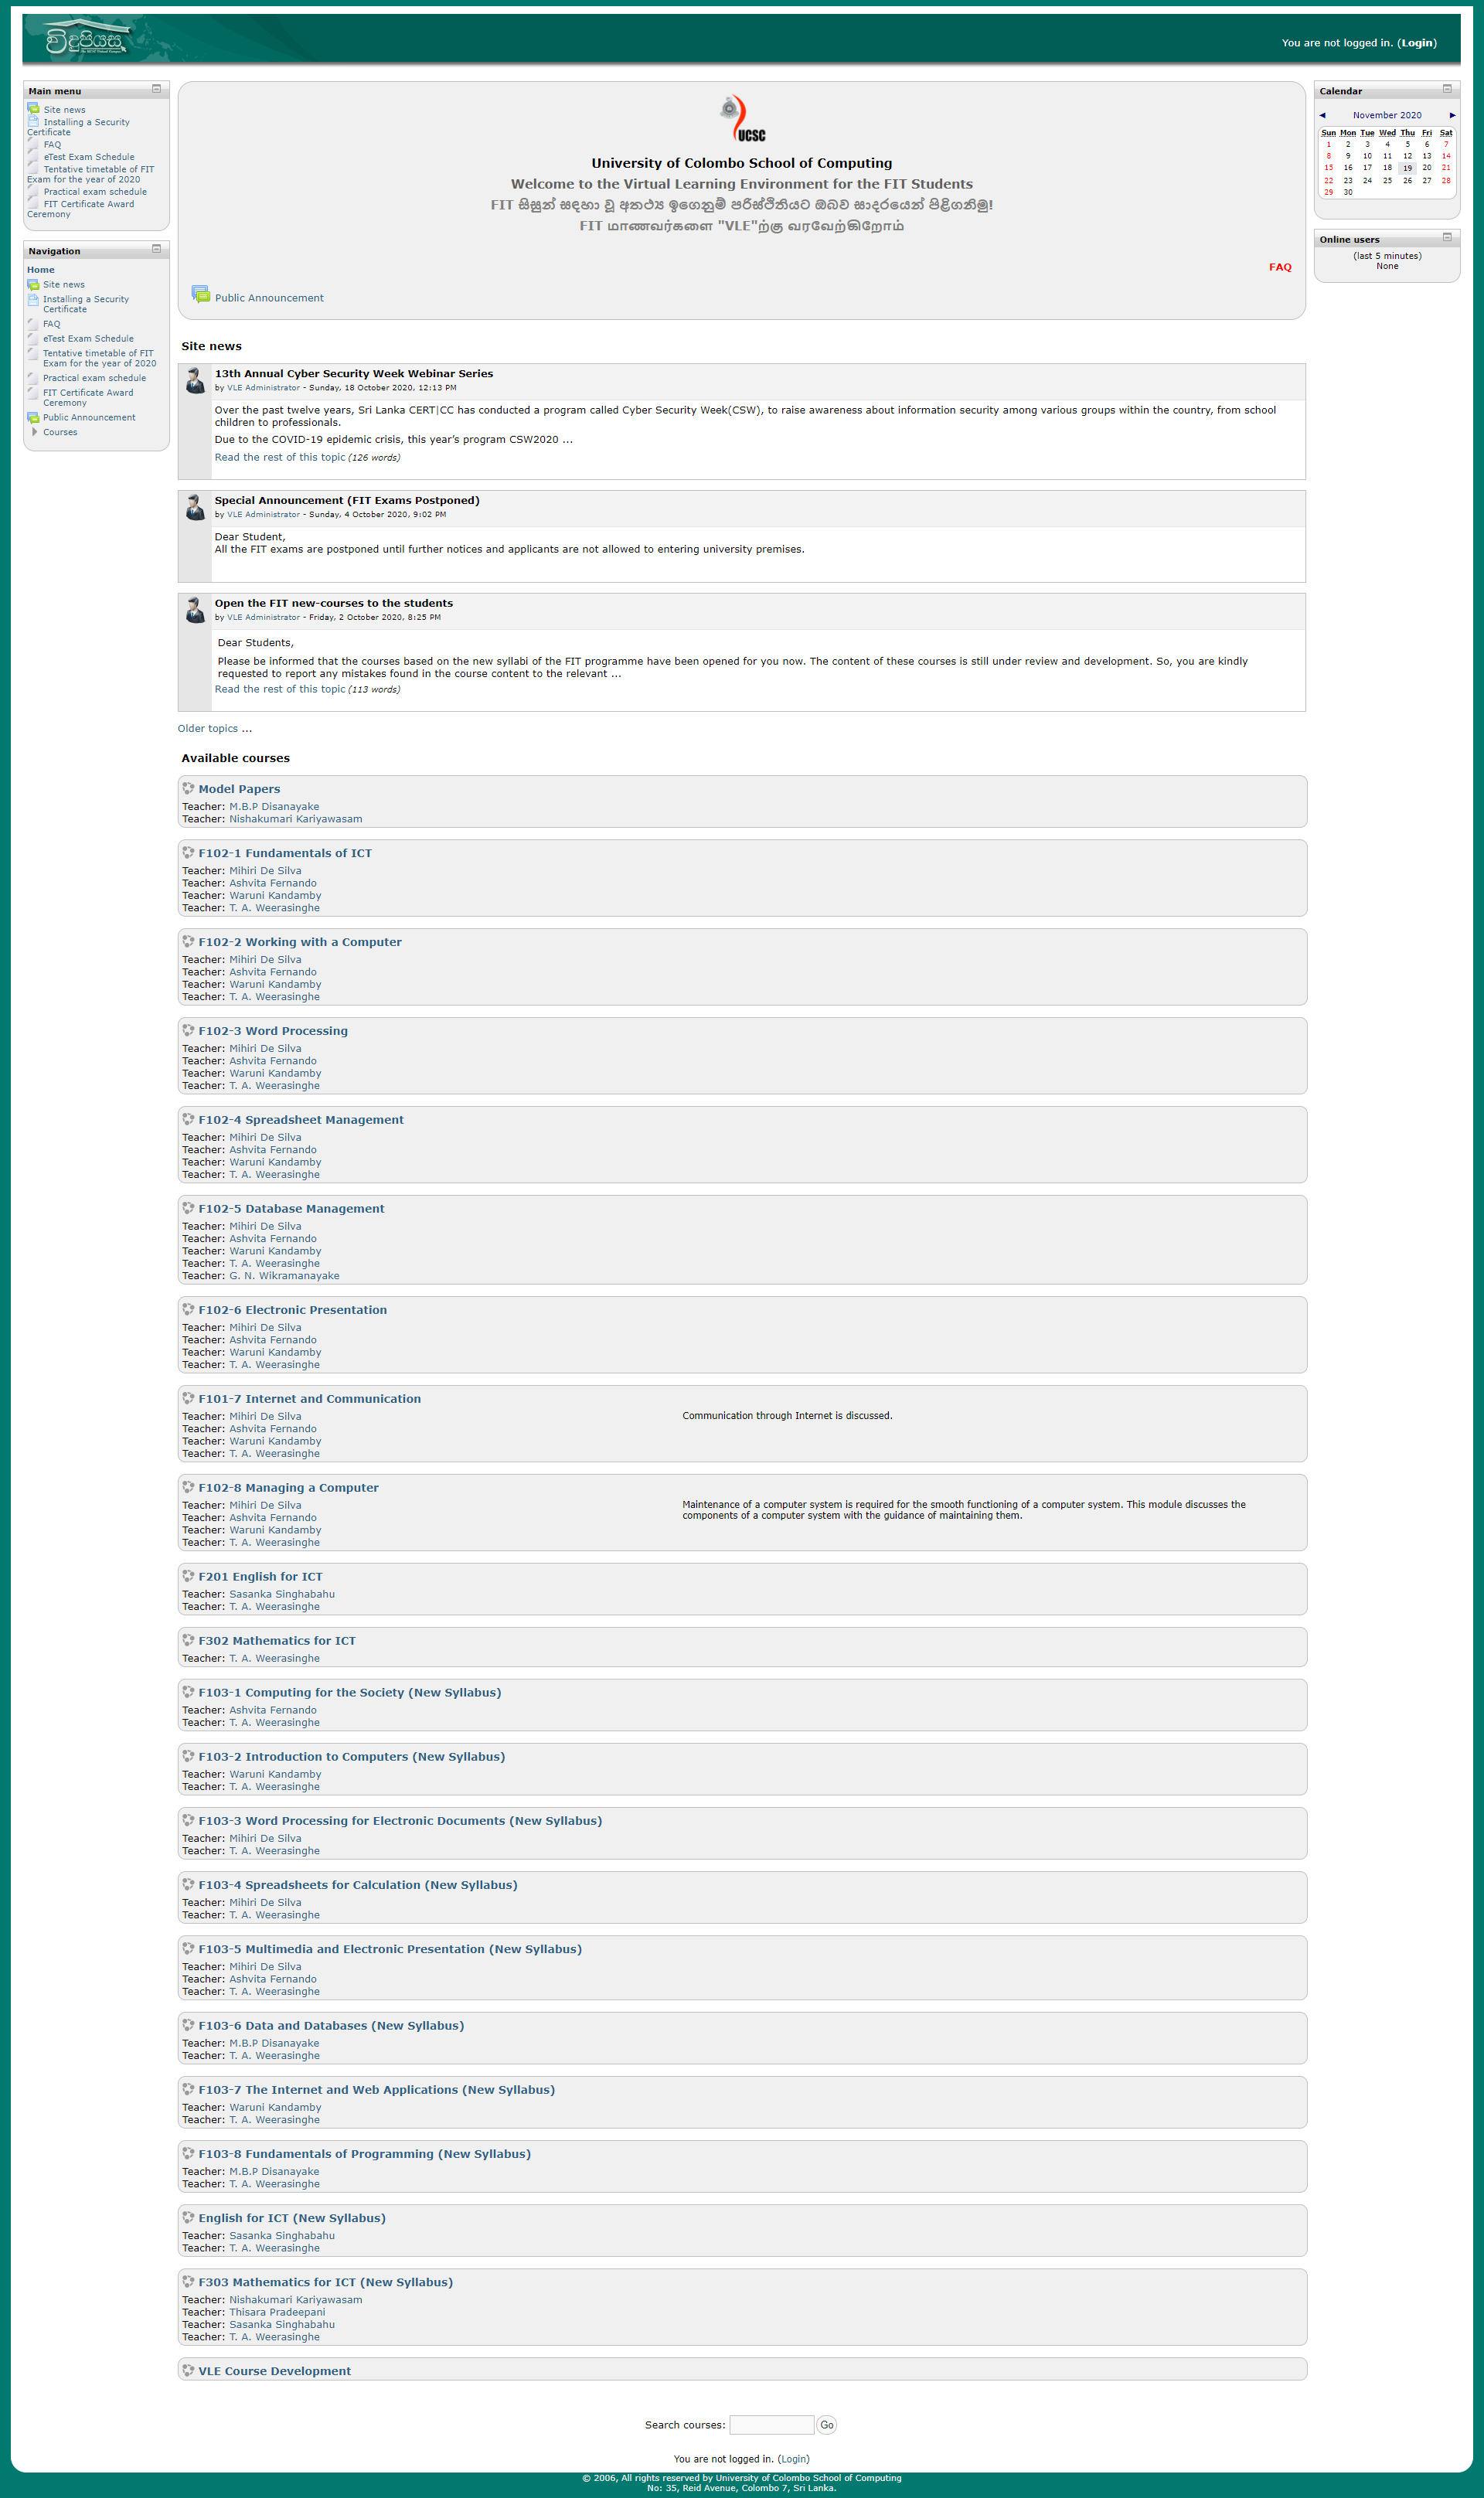 විදුපියස
You are not logged in. (Login)
Main menu
Site news
Installing a Security
Certificate
FAQ
eTest Exam Schedule
Tentative timetable of FIT
Exam for the year of 2020
Practical exam schedule
FIT Certificate Award
Ceremony
Navigation
Home
Site news
Installing a Security
Certificate
FAQ
eTest Exam Schedule
Tentative timetable of FIT
Exam for the year of 2020
Practical exam schedule
FIT Certificate Award
Ceremony
Public Announcement
Courses
UCSC
University of Colombo School of Computing
Welcome to the Virtual Learning Environment for the FIT Students
FIT සිසුන් සඳහා වූ අතථ්‍ය ඉගෙනුම් පරිස්ථිතියට ඔබව සාදරයෙන් පිළිගනිමු!
FIT மாணவர்களை "VLE"ற்கு வரவேற்கிறோம்
FAQ
Public Announcement
Site news
13th Annual Cyber Security Week Webinar Series
by VLE Administrator - Sunday, 18 October 2020, 12:13 PM
Over the past twelve years, Sri Lanka CERT|CC has conducted a program called Cyber Security Week(CSW), to raise awareness about information security among various groups within the country, from school
children to professionals.
Due to the COVID-19 epidemic crisis, this year’s program CSW2020 ...
Read the rest of this topic (126 words)
Special Announcement (FIT Exams Postponed)
by VLE Administrator - Sunday, 4 October 2020, 9:02 PM
Dear Student,
All the FIT exams are postponed until further notices and applicants are not allowed to entering university premises.
Open the FIT new-courses to the students
by VLE Administrator - Friday, 2 October 2020, 8:25 PM
Dear Students,
Please be informed that the courses based on the new syllabi of the FIT programme have been opened for you now. The content of these courses is still under review and development. So, you are kindly
requested to report any mistakes found in the course content to the relevant ...
Read the rest of this topic (113 words)
Older topics ...
Available courses
Model Papers
Teacher: M.B.P Disanayake
Teacher: Nishakumari Kariyawasam
F102-1 Fundamentals of ICT
Teacher: Mihiri De Silva
Teacher: Ashvita Fernando
Teacher: Waruni Kandamby
Teacher: T. A. Weerasinghe
F102-2 Working with a Computer
Teacher: Mihiri De Silva
Teacher: Ashvita Fernando
Teacher: Waruni Kandamby
Teacher: T. A. Weerasinghe
F102-3 Word Processing
Teacher: Mihiri De Silva
Teacher: Ashvita Fernando
Teacher: Waruni Kandamby
Teacher: T. A. Weerasinghe
F102-4 Spreadsheet Management
Teacher: Mihiri De Silva
Teacher: Ashvita Fernando
Teacher: Waruni Kandamby
Teacher: T. A. Weerasinghe
F102-5 Database Management
Teacher: Mihiri De Silva
Teacher: Ashvita Fernando
Teacher: Waruni Kandamby
Teacher: T. A. Weerasinghe
Teacher: G. N. Wikramanayake
F102-6 Electronic Presentation
Teacher: Mihiri De Silva
Teacher: Ashvita Fernando
Teacher: Waruni Kandamby
Teacher: T. A. Weerasinghe
F101-7 Internet and Communication
Teacher: Mihiri De Silva
Teacher: Ashvita Fernando
Teacher: Waruni Kandamby
Teacher: T. A. Weerasinghe
Communication through Internet is discussed.
F102-8 Managing a Computer
Teacher: Mihiri De Silva
Teacher: Ashvita Fernando
Teacher: Waruni Kandamby
Teacher: T. A. Weerasinghe
Maintenance of a computer system is required for the smooth functioning of a computer system. This module discusses the
components of a computer system with the guidance of maintaining them.
F201 English for ICT
Teacher: Sasanka Singhabahu
Teacher: T. A. Weerasinghe
F302 Mathematics for ICT
Teacher: T. A. Weerasinghe
F103-1 Computing for the Society (New Syllabus)
Teacher: Ashvita Fernando
Teacher: T. A. Weerasinghe
F103-2 Introduction to Computers (New Syllabus)
Teacher: Waruni Kandamby
Teacher: T. A. Weerasinghe
F103-3 Word Processing for Electronic Documents (New Syllabus)
Teacher: Mihiri De Silva
Teacher: T. A. Weerasinghe
F103-4 Spreadsheets for Calculation (New Syllabus)
Teacher: Mihiri De Silva
Teacher: T. A. Weerasinghe
F103-5 Multimedia and Electronic Presentation (New Syllabus)
Teacher: Mihiri De Silva
Teacher: Ashvita Fernando
Teacher: T. A. Weerasinghe
F103-6 Data and Databases (New Syllabus)
Teacher: M.B.P Disanayake
Teacher: T. A. Weerasinghe
F103-7 The Internet and Web Applications (New Syllabus)
Teacher: Waruni Kandamby
Teacher: T. A. Weerasinghe
F103-8 Fundamentals of Programming (New Syllabus)
Teacher: M.B.P Disanayake
Teacher: T. A. Weerasinghe
English for ICT (New Syllabus)
Teacher: Sasanka Singhabahu
Teacher: T. A. Weerasinghe
F303 Mathematics for ICT (New Syllabus)
Teacher: Nishakumari Kariyawasam
Teacher: Thisara Pradeepani
Teacher: Sasanka Singhabahu
Teacher: T. A. Weerasinghe
VLE Course Development
Search courses: Go
You are not logged in. (Login)
Calendar
◄ November 2020 ►
Sun Mon Tue Wed Thu Fri Sat
1 2 3 4 5 6 7
8 9 10 11 12 13 14
15 16 17 18 19 20 21
22 23 24 25 26 27 28
29 30
Online users
(last 5 minutes)
None
© 2006, All rights reserved by University of Colombo School of Computing
No: 35, Reid Avenue, Colombo 7, Sri Lanka.